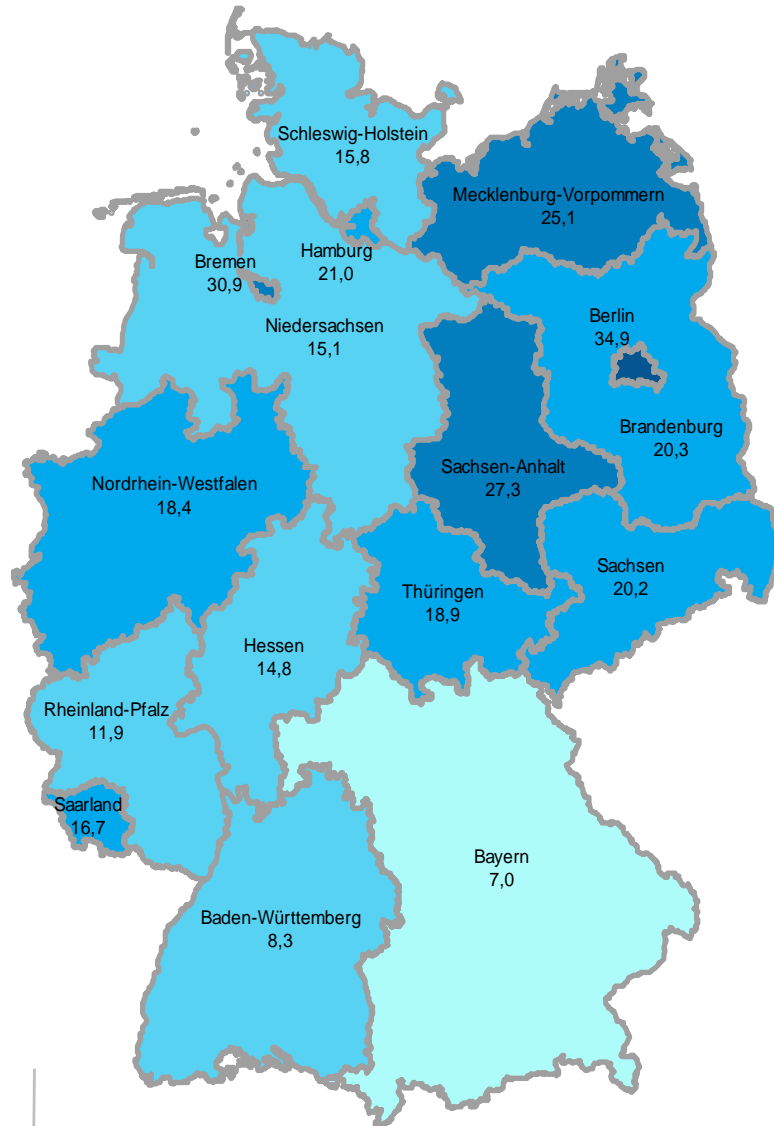 Schleswig-Holstein
15,8
Mecklenburg-Vorpommern
25,1
Hamburg
21,0
Bremen
30,9
Berlin
34,9
Niedersachsen
15,1
Brandenburg
20,3
Sachsen-Anhalt
27,3
Nordrhein-Westfalen
18,4
Sachsen
20,2
Thüringen
18,9
Hessen
14,8
Rheinland-Pfalz
11,9
Saarland
16,7
Bayern
7,0
Baden-Württemberg
8,3